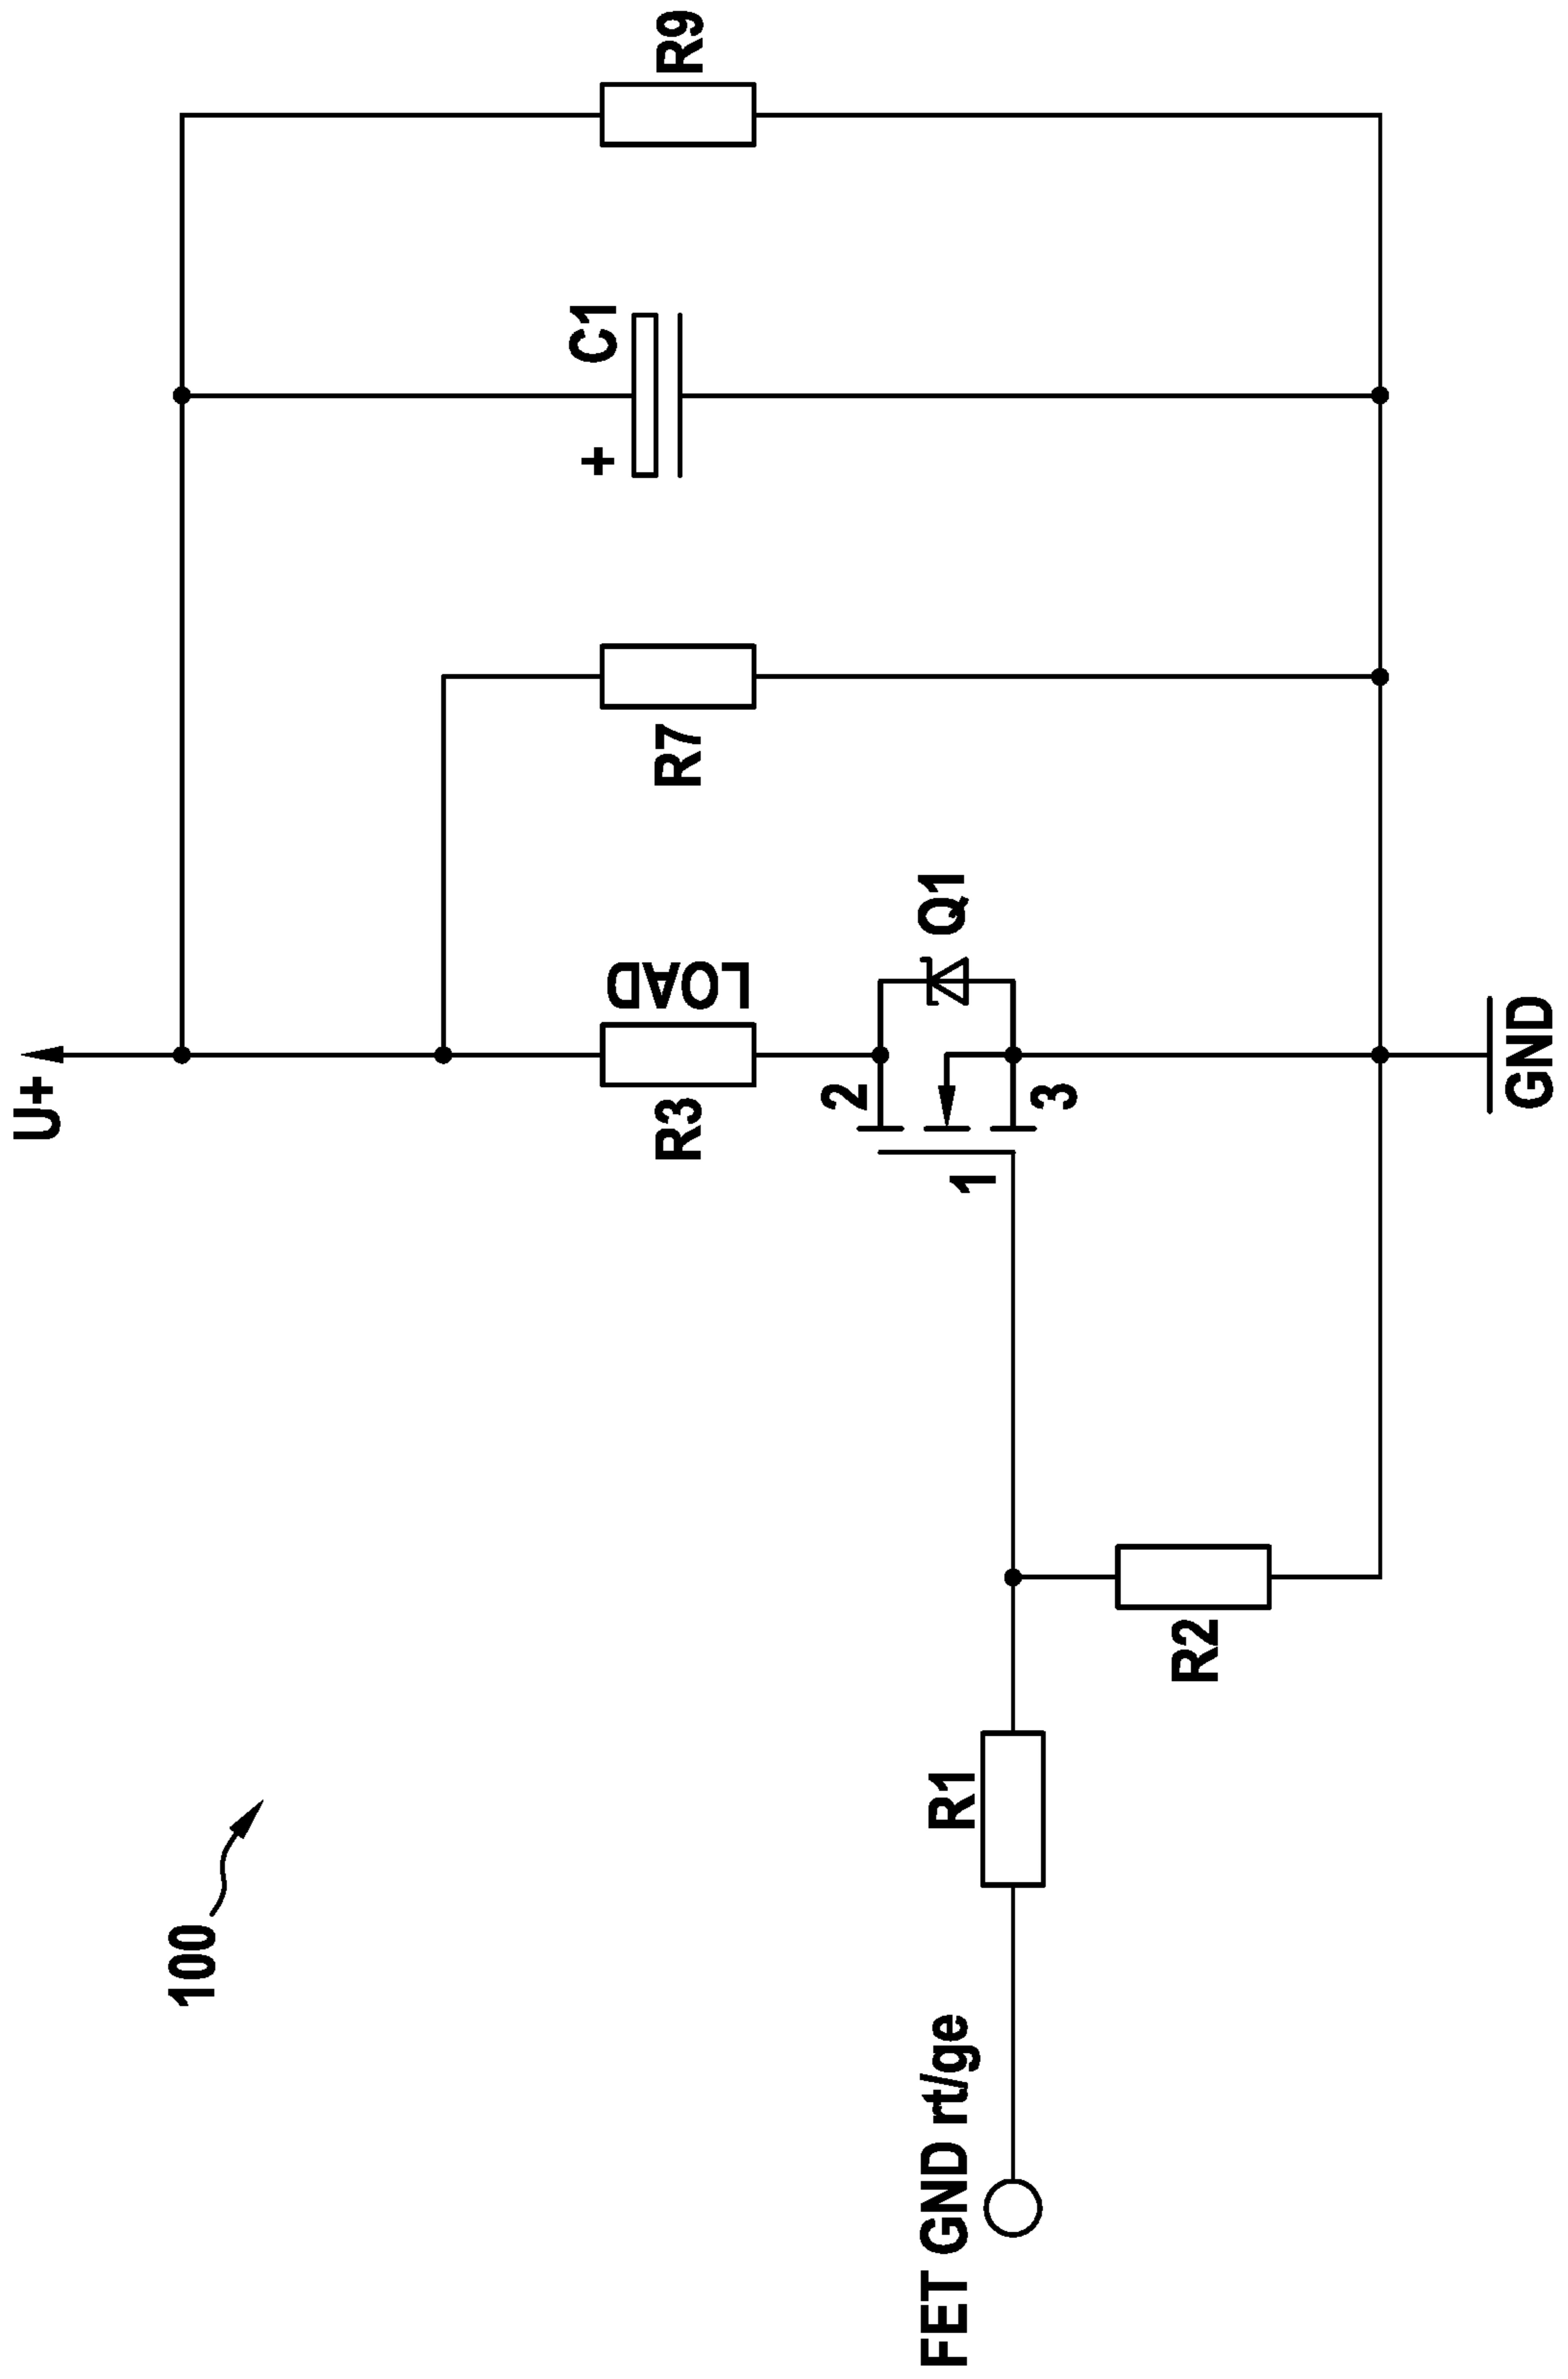 R9
C1
+
R7
LOAD
Q1
U+
R3
2
3
1
GND
R2
R1
100
FET GND rt/ge